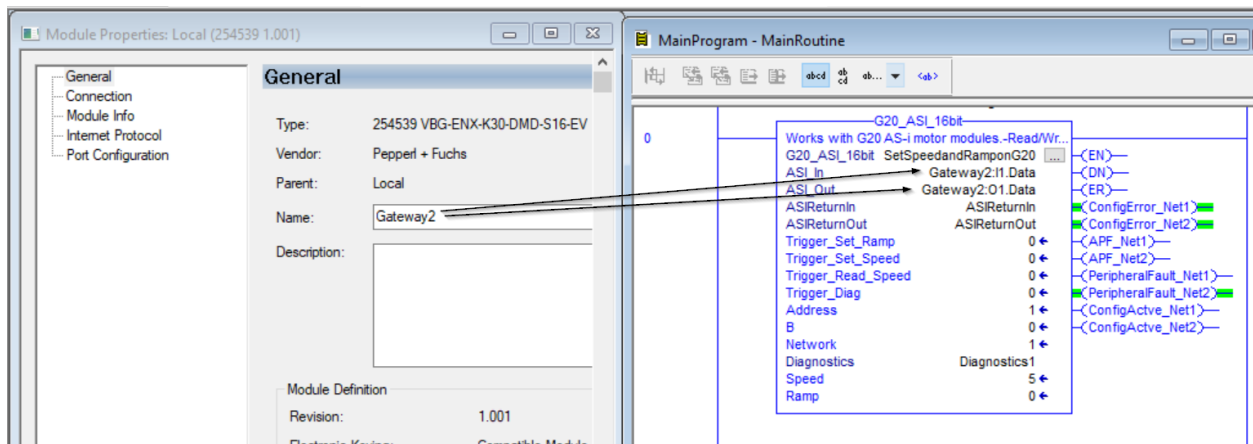 Module Properties: Local (254539 1.001)
General
Connection
Module Info
Internet Protocol
Port Configuration
General
Type: 254539 VBG-ENX-K30-DMD-S16-EV
Vendor: Pepperl + Fuchs
Parent: Local
Name: Gateway2
Description:
Module Definition
Revision: 1.001
MainProgram - MainRoutine
abcd
ab cd
ab...
<ab>
0
G20_ASI_16bit
Works with G20 AS-i motor modules.-Read/Wr...
G20_ASI_16bit SetSpeedandRamponG20 ...
ASI_In Gateway2:I1.Data
ASI_Out Gateway2:O1.Data
ASIReturnIn ASIReturnIn
ASIReturnOut ASIReturnOut
Trigger_Set_Ramp 0
Trigger_Set_Speed 0
Trigger_Read_Speed 0
Trigger_Diag 0
Address 1
B 0
Network 1
Diagnostics Diagnostics1
Speed 5
Ramp 0
(EN)
(DN)
(ER)
(ConfigError_Net1)
(ConfigError_Net2)
(APF_Net1)
(APF_Net2)
(PeripheralFault_Net1)
(PeripheralFault_Net2)
(ConfigActve_Net1)
(ConfigActve_Net2)